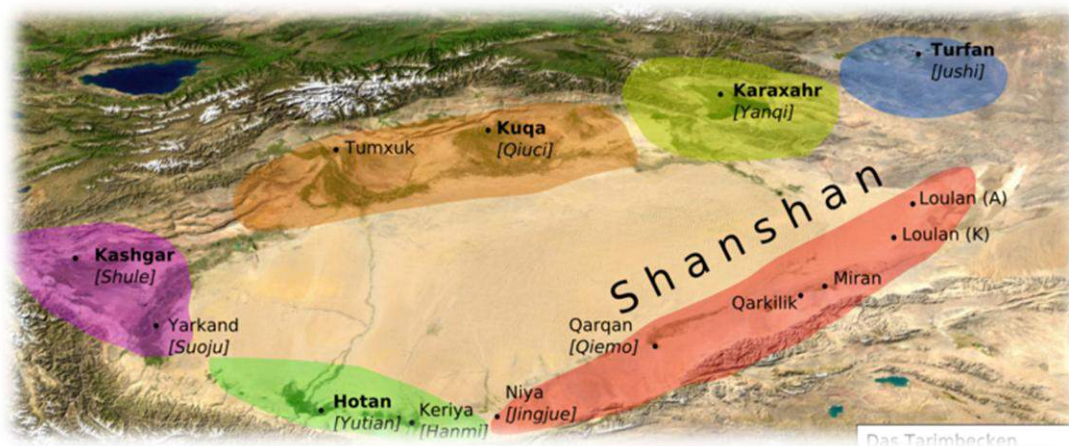 Turfan
[Jushi]
Karaxahr
[Yanqi]
Kuqa
[Qiuci]
Tumxuk
Shanshan
Loulan (A)
Loulan (K)
Kashgar
[Shule]
Miran
Qarkilik
Yarkand
[Suoju]
Qarqan
[Qiemo]
Niya
[Jingjue]
Hotan
[Yutian]
Keriya
[Hanmi]
Das Tarimbecken